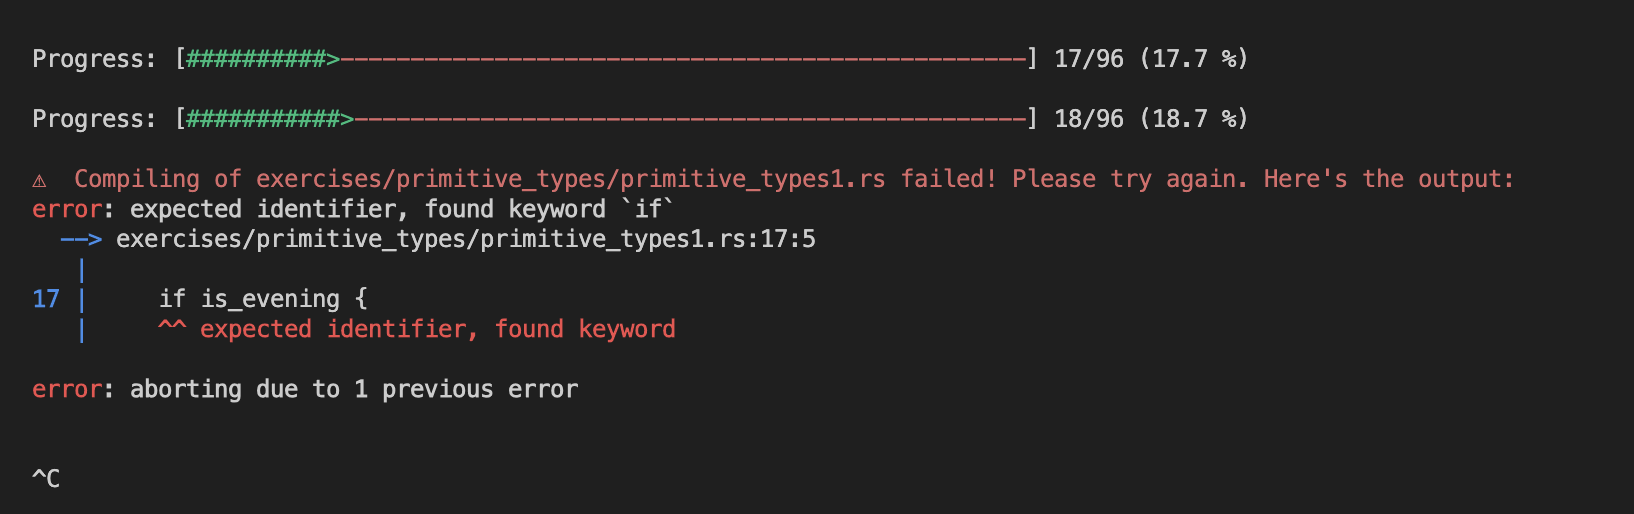 Progress: [##########>-------------------------------------------------] 17/96 (17.7 %)
Progress: [###########>------------------------------------------------] 18/96 (18.7 %)
⚠  Compiling of exercises/primitive_types/primitive_types1.rs failed! Please try again. Here's the output:
error: expected identifier, found keyword `if`
  --> exercises/primitive_types/primitive_types1.rs:17:5
   |
17 |     if is_evening {
   |     ^^ expected identifier, found keyword
error: aborting due to 1 previous error
^C